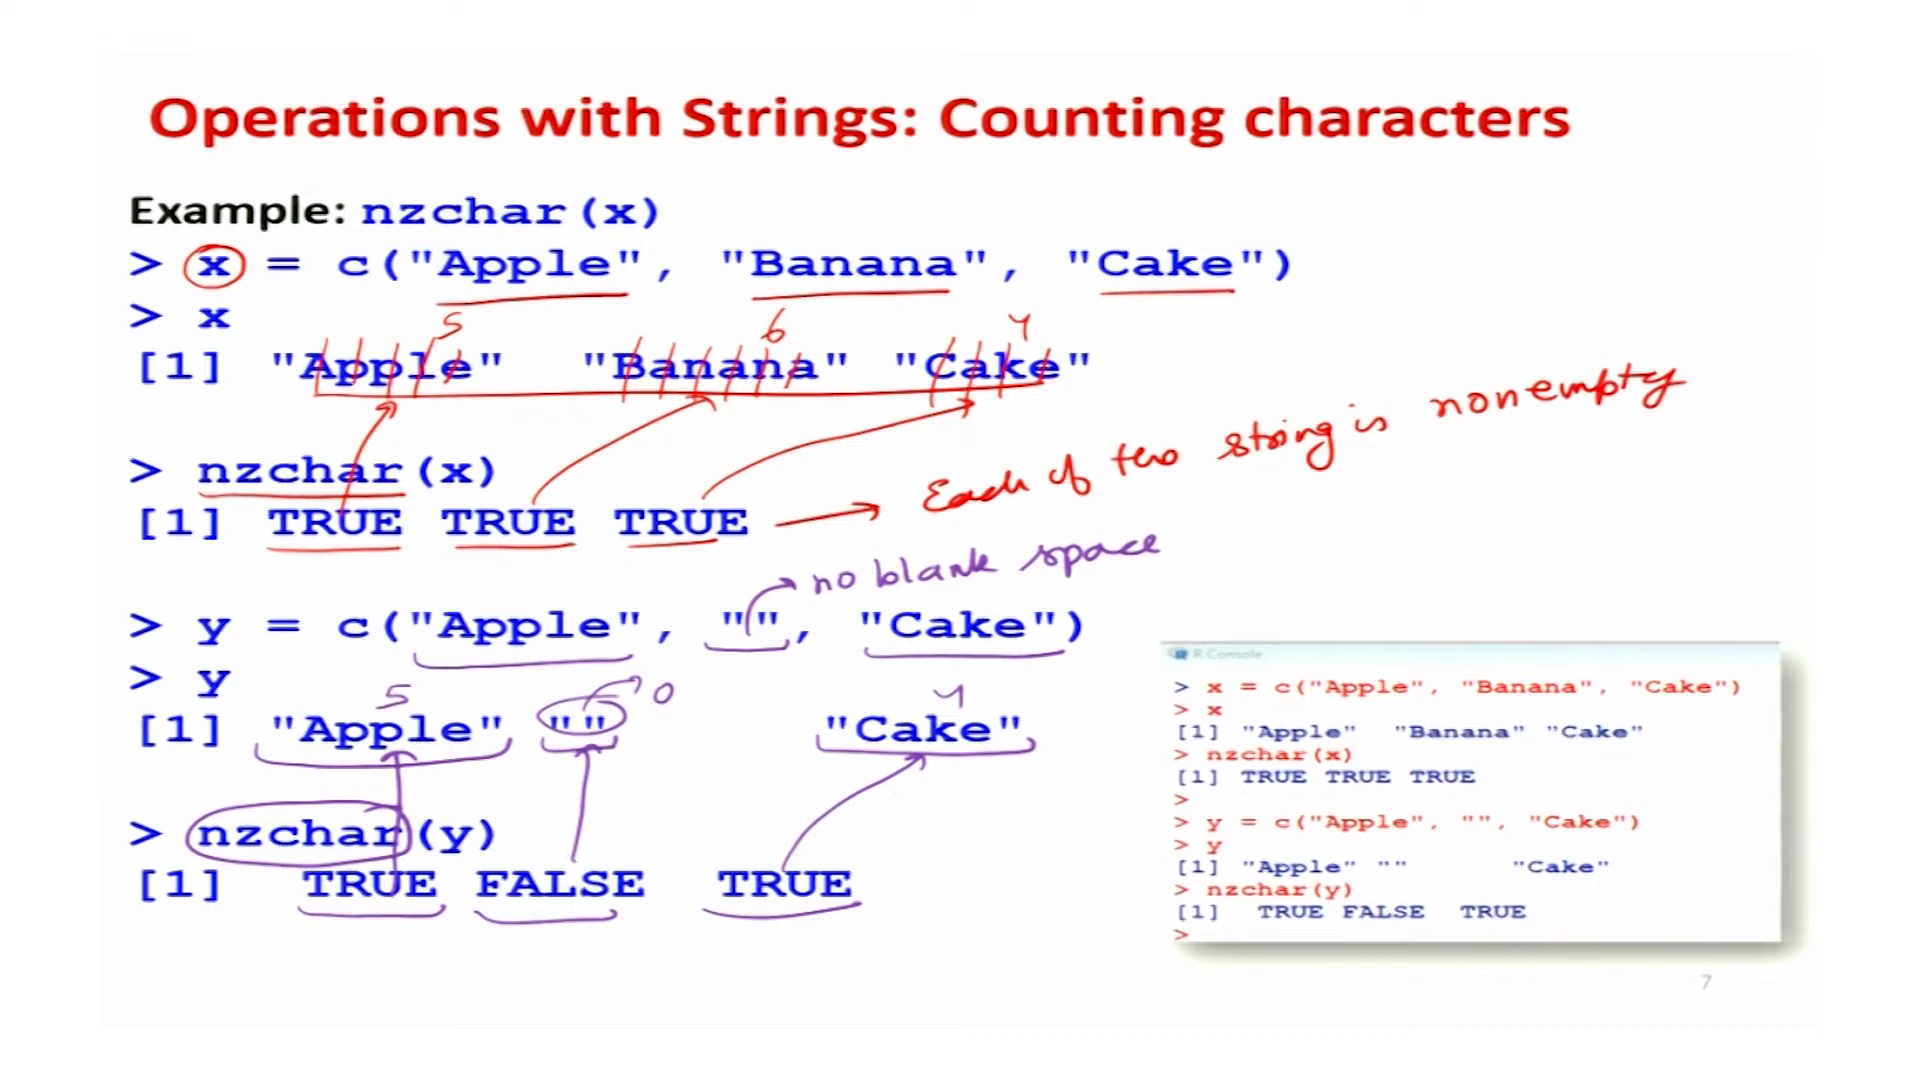 Operations with Strings: Counting characters
Example: nzchar(x)
> x = c("Apple", "Banana", "Cake")
> x
5 6 4
[1] "Apple" "Banana" "Cake"
> nzchar(x)
[1] TRUE TRUE TRUE
Each of two string is nonempty
no blank space
> y = c("Apple", "", "Cake")
> y
5 0 4
[1] "Apple" "" "Cake"
> nzchar(y)
[1] TRUE FALSE TRUE
R Console
> x = c("Apple", "Banana", "Cake")
> x
[1] "Apple" "Banana" "Cake"
> nzchar(x)
[1] TRUE TRUE TRUE
>
> y = c("Apple", "", "Cake")
> y
[1] "Apple" "" "Cake"
> nzchar(y)
[1] TRUE FALSE TRUE
>
7